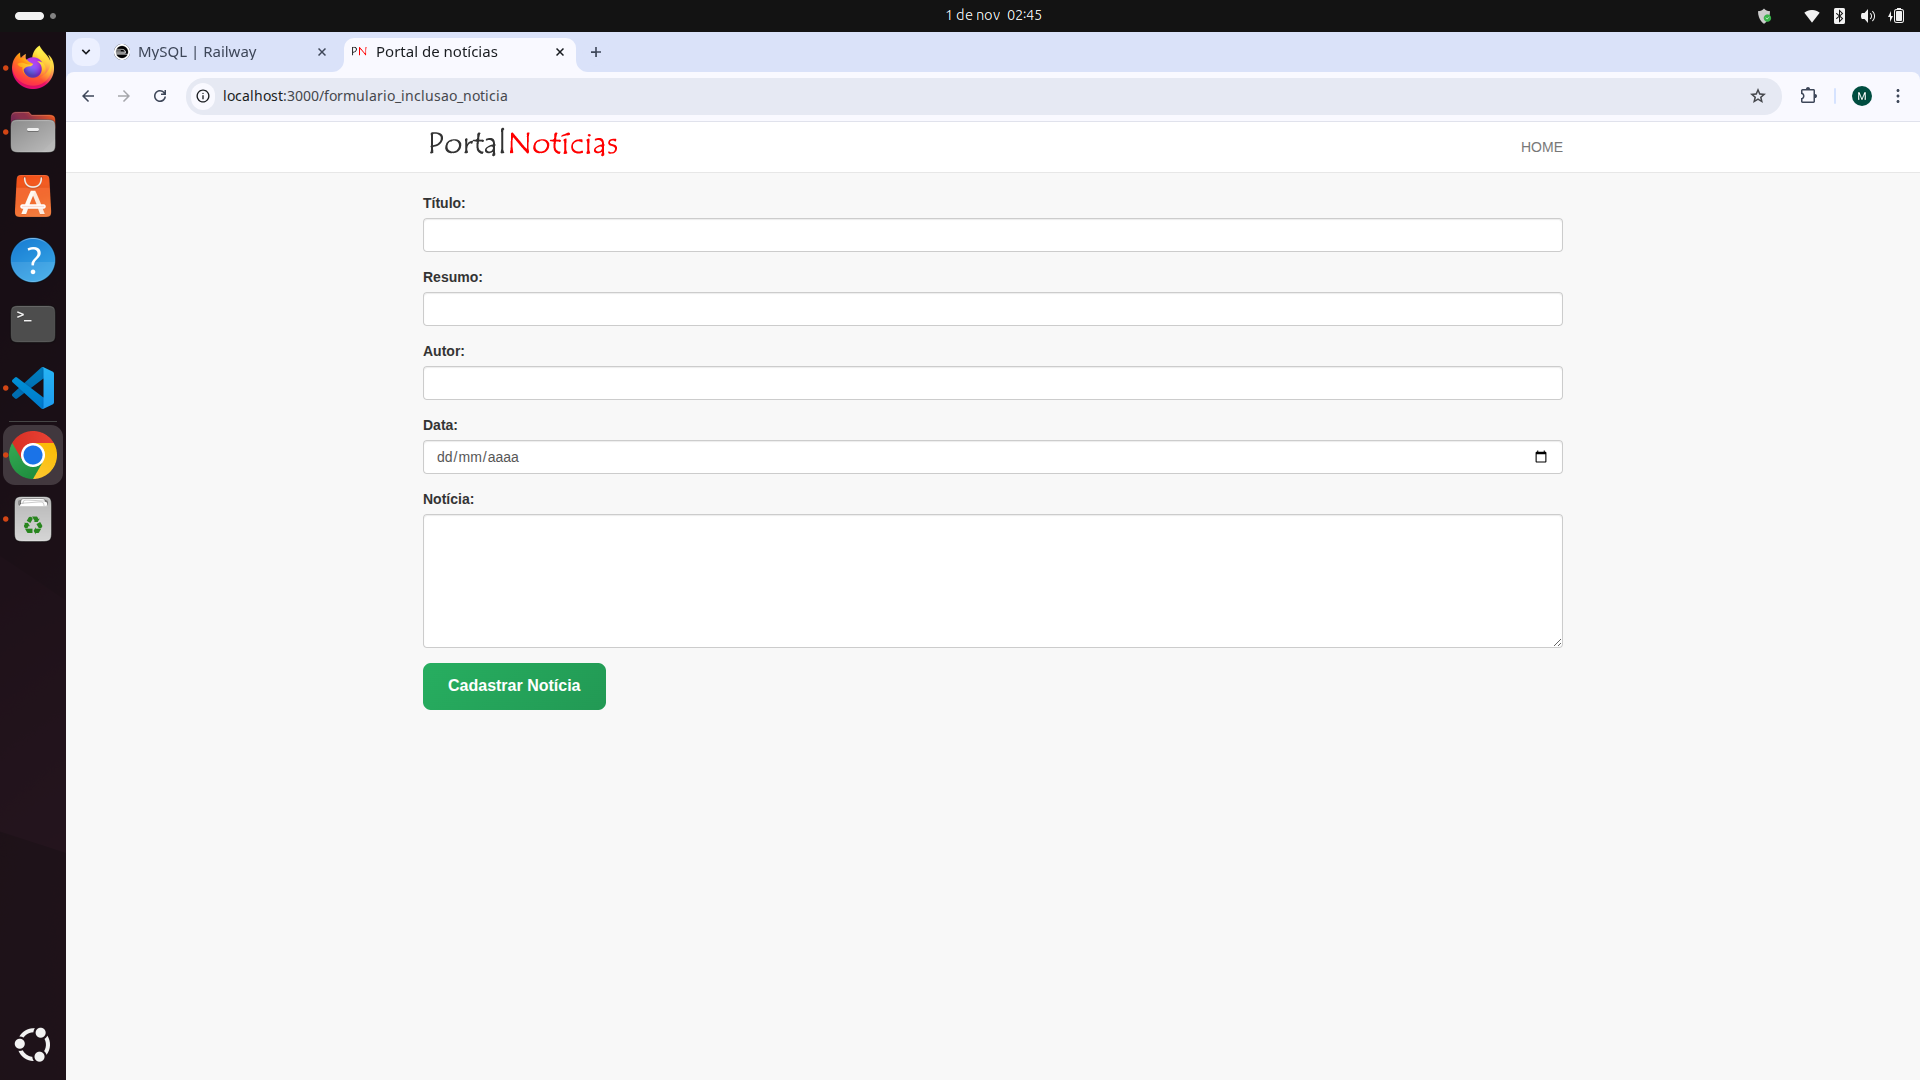 1 de nov 02:45
MySQL | Railway
PN Portal de notícias
localhost:3000/formulario_inclusao_noticia
M
PortalNotícias
HOME
Título:
Resumo:
Autor:
Data:
dd/mm/aaaa
Notícia:
Cadastrar Notícia